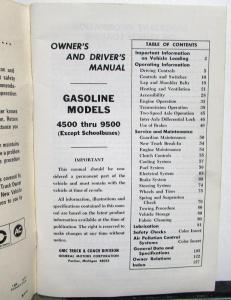 OWNER'S
AND DRIVER'S
MANUAL
GASOLINE
MODELS
4500 thru 9500
(Except Schoolbuses)
IMPORTANT
This manual should be considered a permanent part of the vehicle and must remain with the vehicle at time of resale.
All information, illustrations and specifications contained in this manual are based on the latest product information available at time of publication. The right is reserved to make changes at any time without notice.
GMC TRUCK & COACH DIVISION
GENERAL MOTORS CORPORATION
Pontiac, Michigan 48053
TABLE OF CONTENTS
Important Information
on Vehicle Loading 2
Operating Information
Driving Controls
Controls and Switches
Lap and Shoulder Belts
Heating and Ventilation
Accessibility
Engine Operation
Transmission Operation
Two-Speed Axle Operation
Inter Axle Differential Lock
Use of Brakes
Service and Maintenance
Guardian Maintenance
New Truck Break-In
Engine Maintenance
Clutch Controls
Cooling System
Fuel System
Electrical System
Brake System
Steering System
Wheels and Tires
Spring and Suspension
Check
Towing Procedure
Vehicle Storage
Fabric Cleaning
Lubrication
Safety Checks Color Insert
Air Pollution Control
Systems Color Insert
General Data and
Specifications
Owner Relations
Index
AC